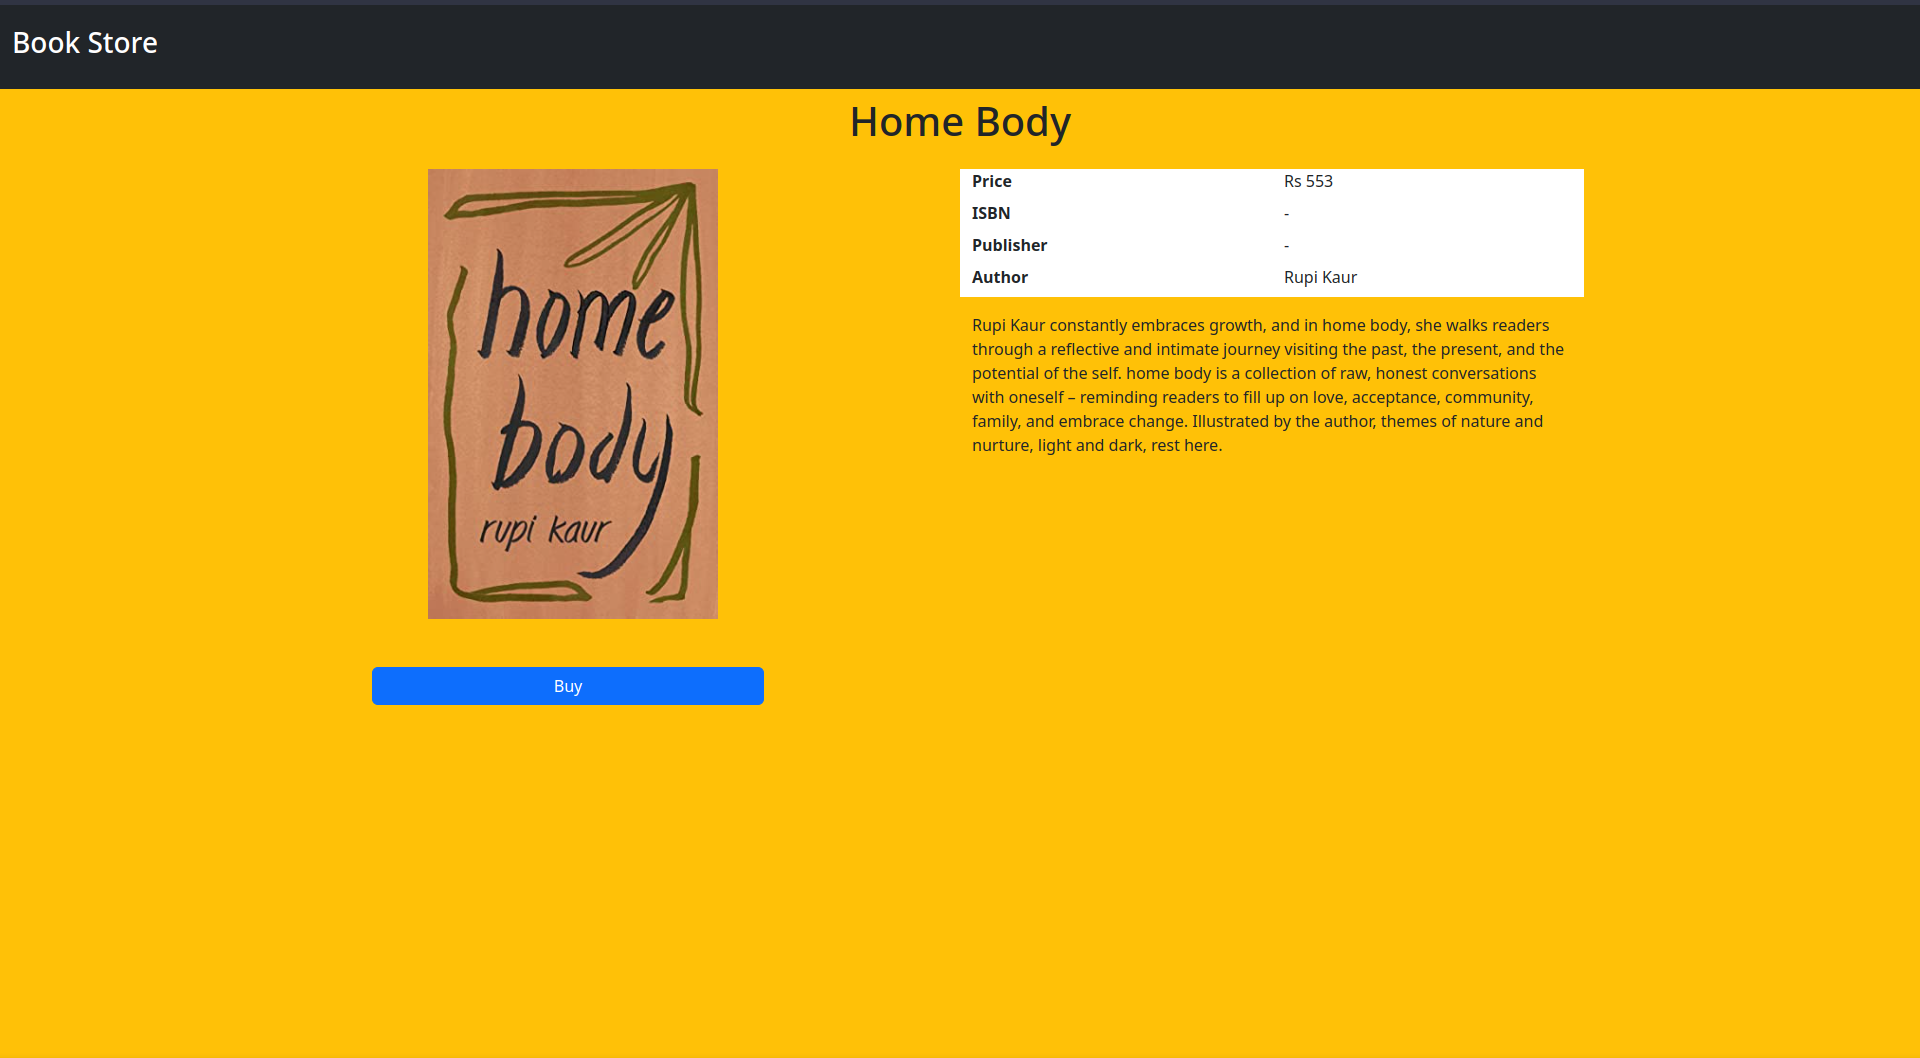 Book Store
Home Body
home
body
rupi kaur
Buy
Price Rs 553
ISBN -
Publisher -
Author Rupi Kaur
Rupi Kaur constantly embraces growth, and in home body, she walks readers
through a reflective and intimate journey visiting the past, the present, and the
potential of the self. home body is a collection of raw, honest conversations
with oneself – reminding readers to fill up on love, acceptance, community,
family, and embrace change. Illustrated by the author, themes of nature and
nurture, light and dark, rest here.